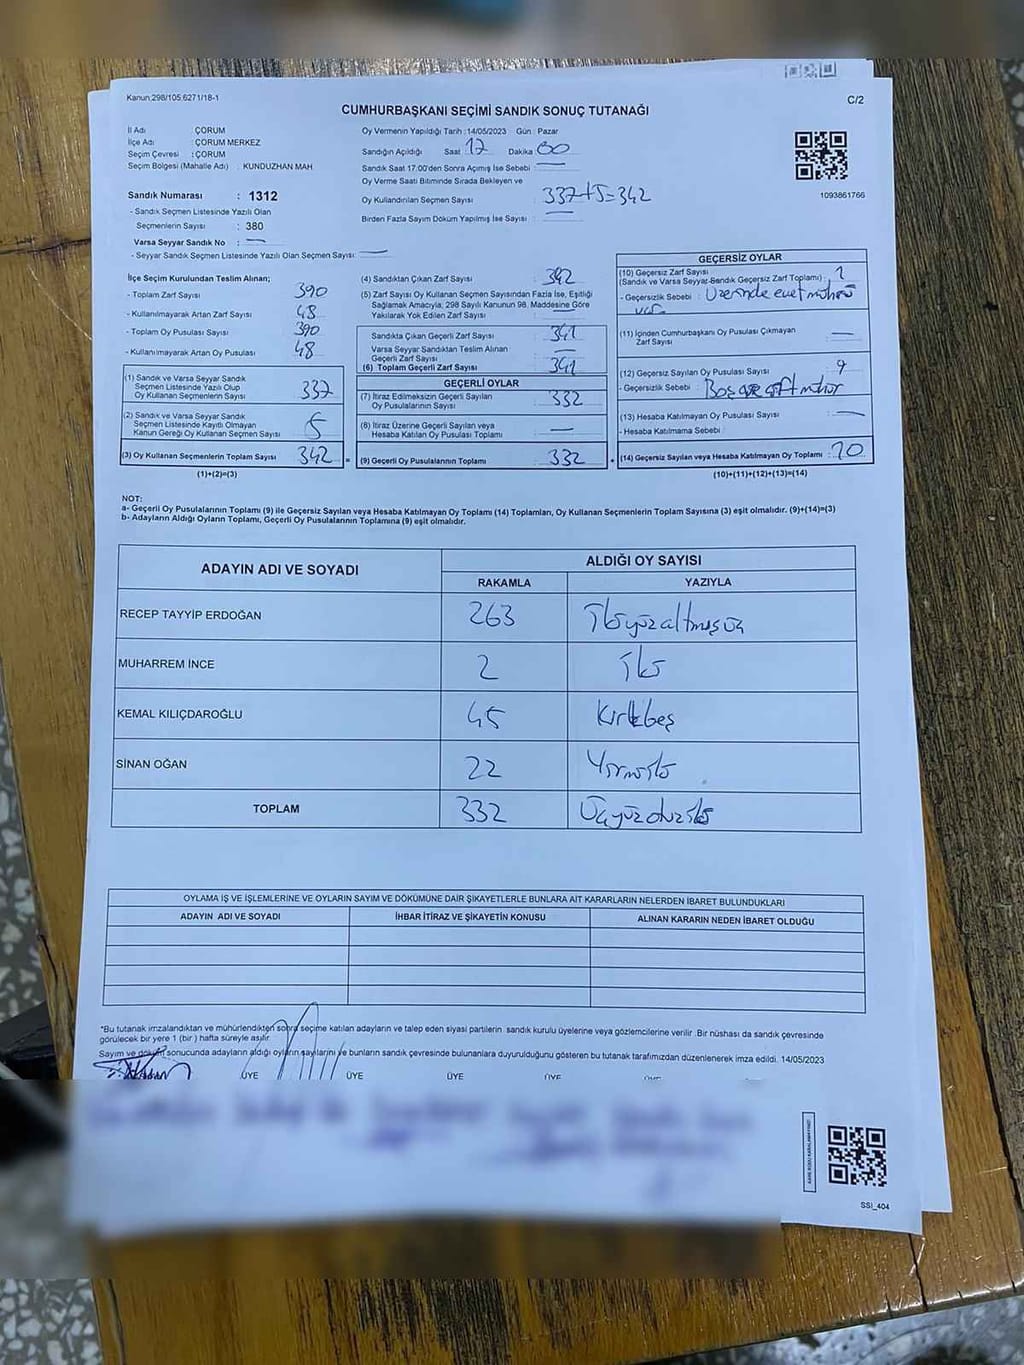 Kanun:298/105,6271/18-1
C/2
CUMHURBAŞKANI SEÇİMİ SANDIK SONUÇ TUTANAĞI
İl Adı : ÇORUM
İlçe Adı : ÇORUM MERKEZ
Seçim Çevresi : ÇORUM
Seçim Bölgesi (Mahalle Adı) : KUNDUZHAN MAH
Sandık Numarası : 1312
- Sandık Seçmen Listesinde Yazılı Olan
Seçmenlerin Sayısı : 380
Varsa Seyyar Sandık No : —
- Seyyar Sandık Seçmen Listesinde Yazılı Olan Seçmen Sayısı: —
Oy Vermenin Yapıldığı Tarih :14/05/2023 Gün : Pazar
Sandığın Açıldığı Saat : 17 Dakika 00
Sandık Saat 17:00'den Sonra Açımış İse Sebebi : —
Oy Verme Saati Bitiminde Sırada Bekleyen ve
Oy Kullandırılan Seçmen Sayısı : 337+5=342
Birden Fazla Sayım Döküm Yapılmış İse Sayısı : —
1093861766
İlçe Seçim Kurulundan Teslim Alınan;
- Toplam Zarf Sayısı 390
- Kullanılmayarak Artan Zarf Sayısı 48
- Toplam Oy Pusulası Sayısı 390
- Kullanılmayarak Artan Oy Pusulası 48
(1) Sandık ve Varsa Seyyar Sandık
Seçmen Listesinde Yazılı Olup
Oy Kullanan Seçmenlerin Sayısı : 337
(2) Sandık ve Varsa Seyyar Sandık
Seçmen Listesinde Kayıtlı Olmayan
Kanun Gereği Oy Kullanan Seçmen Sayısı : 5
(3) Oy Kullanan Seçmenlerin Toplam Sayısı : 342 =
(1)+(2)=(3)
(4) Sandıktan Çıkan Zarf Sayısı : 342
(5) Zarf Sayısı Oy Kullanan Seçmen Sayısından Fazla İse, Eşitliği
Sağlamak Amacıyla; 298 Sayılı Kanunun 98. Maddesine Göre
Yakılarak Yok Edilen Zarf Sayısı : —
Sandıkta Çıkan Geçerli Zarf Sayısı : 341
Varsa Seyyar Sandıktan Teslim Alınan
Geçerli Zarf Sayısı : —
(6) Toplam Geçerli Zarf Sayısı : 341
GEÇERLİ OYLAR
(7) İtiraz Edilmeksizin Geçerli Sayılan
Oy Pusulalarının Sayısı : 332
(8) İtiraz Üzerine Geçerli Sayılan veya
Hesaba Katılan Oy Pusulası Toplamı : —
(9) Geçerli Oy Pusulalarının Toplamı : 332 +
GEÇERSİZ OYLAR
(10) Geçersiz Zarf Sayısı
(Sandık ve Varsa Seyyar-Sandık Geçersiz Zarf Toplamı) : 1
- Geçersizlik Sebebi : Üzerinde evet mührü
var
(11) İçinden Cumhurbaşkanı Oy Pusulası Çıkmayan
Zarf Sayısı : —
(12) Geçersiz Sayılan Oy Pusulası Sayısı : 9
- Geçersizlik Sebebi : Boş ve çift mühür
(13) Hesaba Katılmayan Oy Pusulası Sayısı : —
- Hesaba Katılmama Sebebi :
(14) Geçersiz Sayılan veya Hesaba Katılmayan Oy Toplamı : 10
(10)+(11)+(12)+(13)=(14)
NOT:
a- Geçerli Oy Pusulalarının Toplamı (9) ile Geçersiz Sayılan veya Hesaba Katılmayan Oy Toplamı (14) Toplamları, Oy Kullanan Seçmenlerin Toplam Sayısına (3) eşit olmalıdır. (9)+(14)=(3)
b- Adayların Aldığı Oyların Toplamı, Geçerli Oy Pusulalarının Toplamına (9) eşit olmalıdır.
ADAYIN ADI VE SOYADI ALDIĞI OY SAYISI
RAKAMLA YAZIYLA
RECEP TAYYİP ERDOĞAN 263 İkiyüzaltmışüç
MUHARREM İNCE 2 İki
KEMAL KILIÇDAROĞLU 45 Kırkbeş
SİNAN OĞAN 22 Yirmiiki
TOPLAM 332 Üçyüzotuziki
OYLAMA İŞ VE İŞLEMLERİNE VE OYLARIN SAYIM VE DÖKÜMÜNE DAİR ŞİKAYETLERLE BUNLARA AİT KARARLARIN NELERDEN İBARET BULUNDUKLARI
ADAYIN ADI VE SOYADI İHBAR İTİRAZ VE ŞİKAYETİN KONUSU ALINAN KARARIN NEDEN İBARET OLDUĞU
*Bu tutanak imzalandıktan ve mühürlendikten sonra seçime katılan adayların ve talep eden siyasi partilerin sandık kurulu üyelerine veya gözlemcilerine verilir .Bir nüshası da sandık çevresinde
görülecek bir yere 1 (bir ) hafta süreyle asılır.
Sayım ve döküm sonucunda adayların aldığı oyların sayılarını ve bunların sandık çevresinde bulunanlara duyurulduğunu gösteren bu tutanak tarafımızdan düzenlenerek imza edildi. 14/05/2023
ÜYE ÜYE ÜYE ÜYE ÜYE
SSİ_404